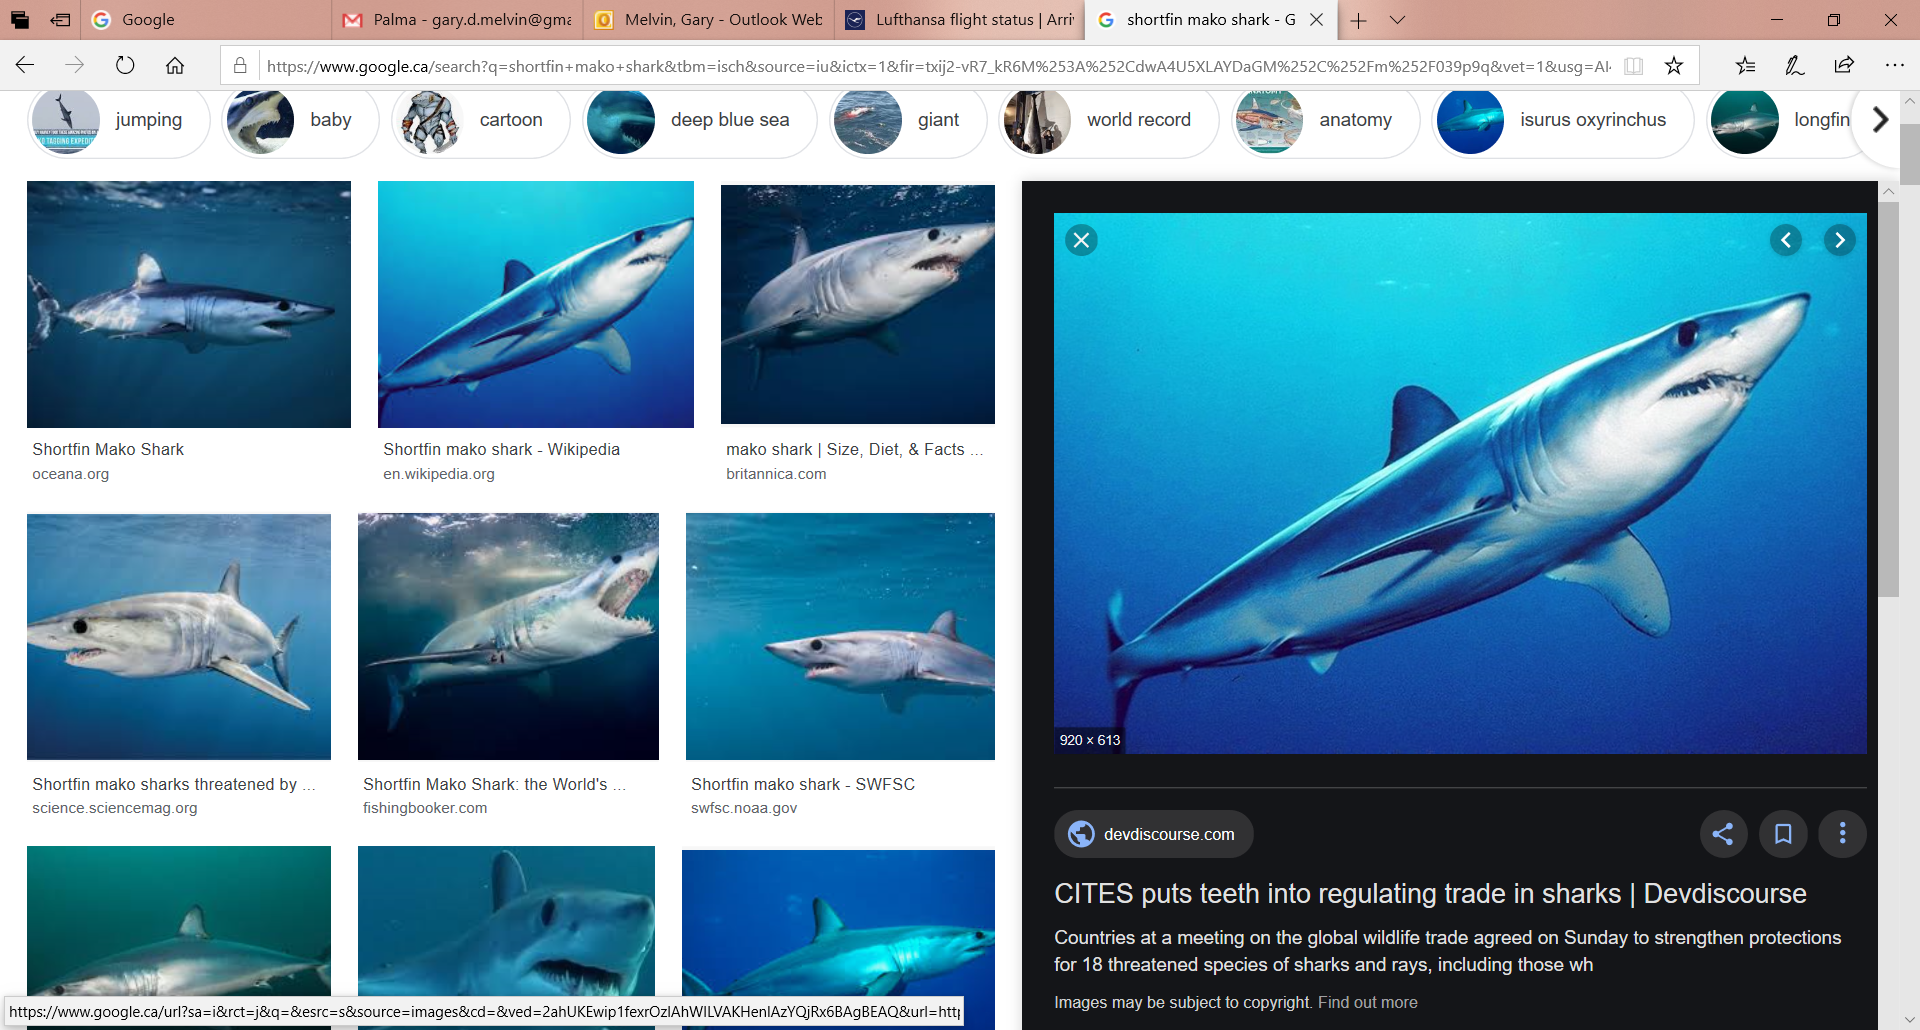 Google
Palma - gary.d.melvin@gma
Melvin, Gary - Outlook Web
Lufthansa flight status | Arri
shortfin mako shark - G
https://www.google.ca/search?q=shortfin+mako+shark&tbm=isch&source=iu&ictx=1&fir=txij2-vR7_kR6M%253A%252CdwA4U5XLAYDaGM%252C%252Fm%252F039p9q&vet=1&usg=AI4
jumping
baby
cartoon
deep blue sea
giant
world record
anatomy
isurus oxyrinchus
longfin
Shortfin Mako Shark
oceana.org
Shortfin mako shark - Wikipedia
en.wikipedia.org
mako shark | Size, Diet, & Facts ...
britannica.com
Shortfin mako sharks threatened by ...
science.sciencemag.org
Shortfin Mako Shark: the World's ...
fishingbooker.com
Shortfin mako shark - SWFSC
swfsc.noaa.gov
920 × 613
devdiscourse.com
CITES puts teeth into regulating trade in sharks | Devdiscourse
Countries at a meeting on the global wildlife trade agreed on Sunday to strengthen protections
for 18 threatened species of sharks and rays, including those wh
Images may be subject to copyright. Find out more
https://www.google.ca/url?sa=i&rct=j&q=&esrc=s&source=images&cd=&ved=2ahUKEwip1fexrOzlAhWILVAKHenlAzYQjRx6BAgBEAQ&url=http